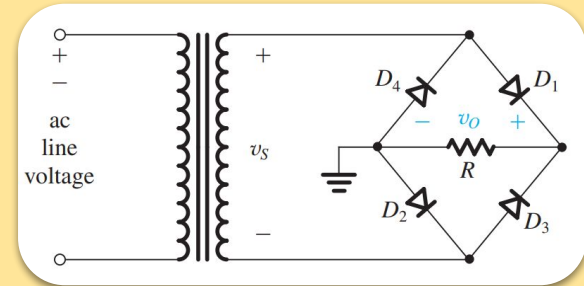 +
−
ac
line
voltage
+
vS
−
D4
D1
− vO +
R
D2
D3